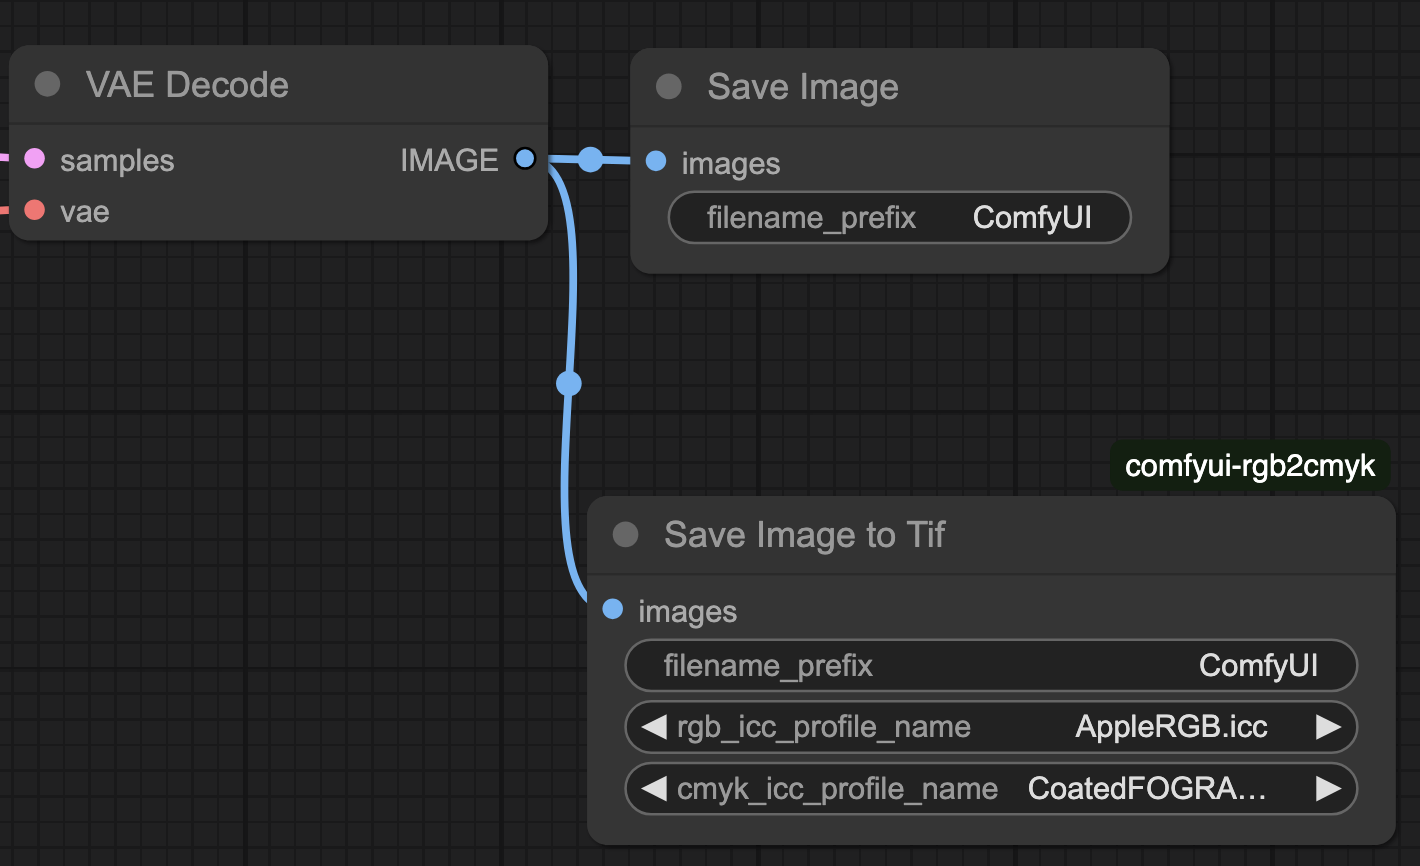 VAE Decode
samples
IMAGE
vae
Save Image
images
filename_prefix
ComfyUI
comfyui-rgb2cmyk
Save Image to Tif
images
filename_prefix
ComfyUI
rgb_icc_profile_name
AppleRGB.icc
cmyk_icc_profile_name
CoatedFOGRA…